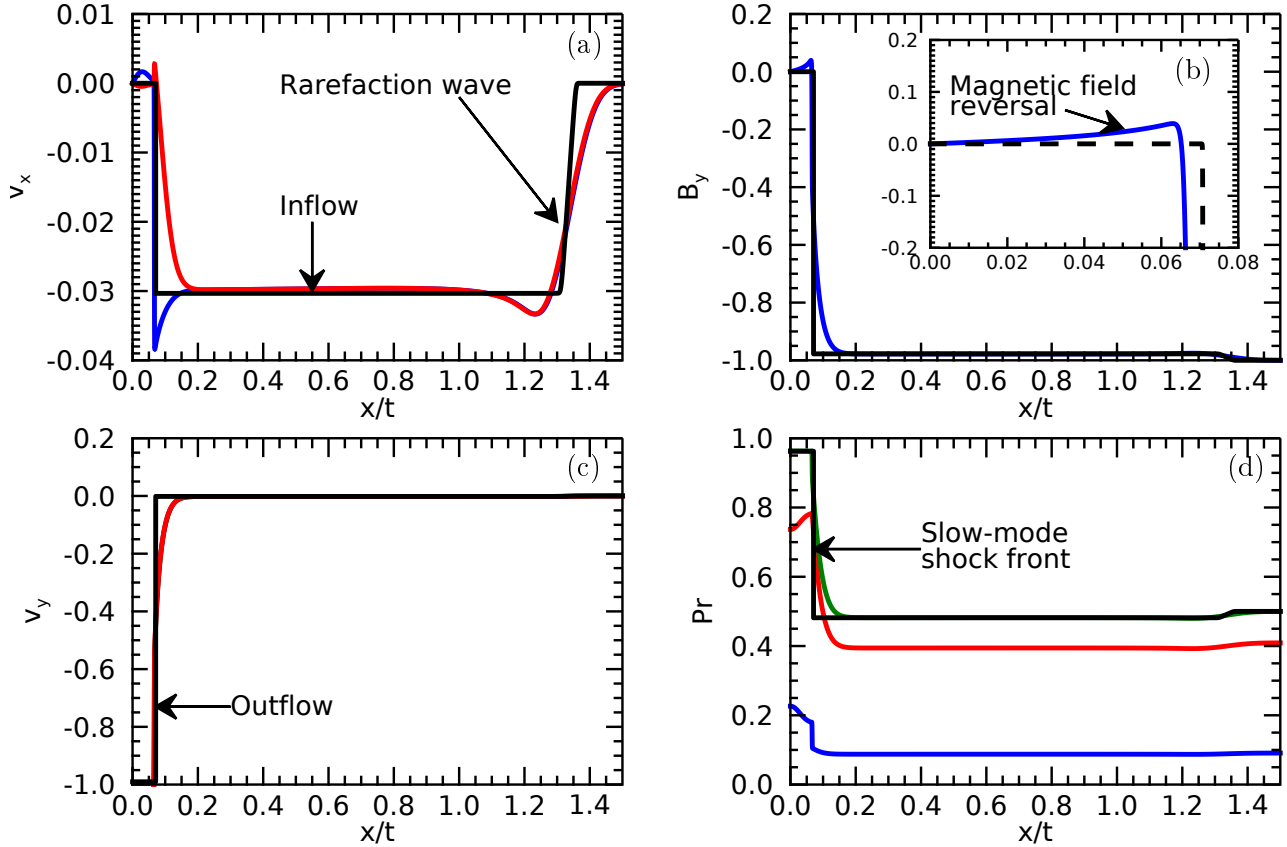 (a)
0.01
0.00
-0.01
-0.02
-0.03
-0.04
v_x
Rarefaction wave
Inflow
0.0 0.2 0.4 0.6 0.8 1.0 1.2 1.4
x/t
(b)
0.2
0.0
-0.2
-0.4
-0.6
-0.8
-1.0
B_y
0.2
0.1
0.0
-0.1
-0.2
Magnetic field
reversal
0.00 0.02 0.04 0.06 0.08
0.0 0.2 0.4 0.6 0.8 1.0 1.2 1.4
x/t
(c)
0.2
0.0
-0.2
-0.4
-0.6
-0.8
-1.0
v_y
Outflow
0.0 0.2 0.4 0.6 0.8 1.0 1.2 1.4
x/t
(d)
1.0
0.8
0.6
0.4
0.2
0.0
Pr
Slow-mode
shock front
0.0 0.2 0.4 0.6 0.8 1.0 1.2 1.4
x/t